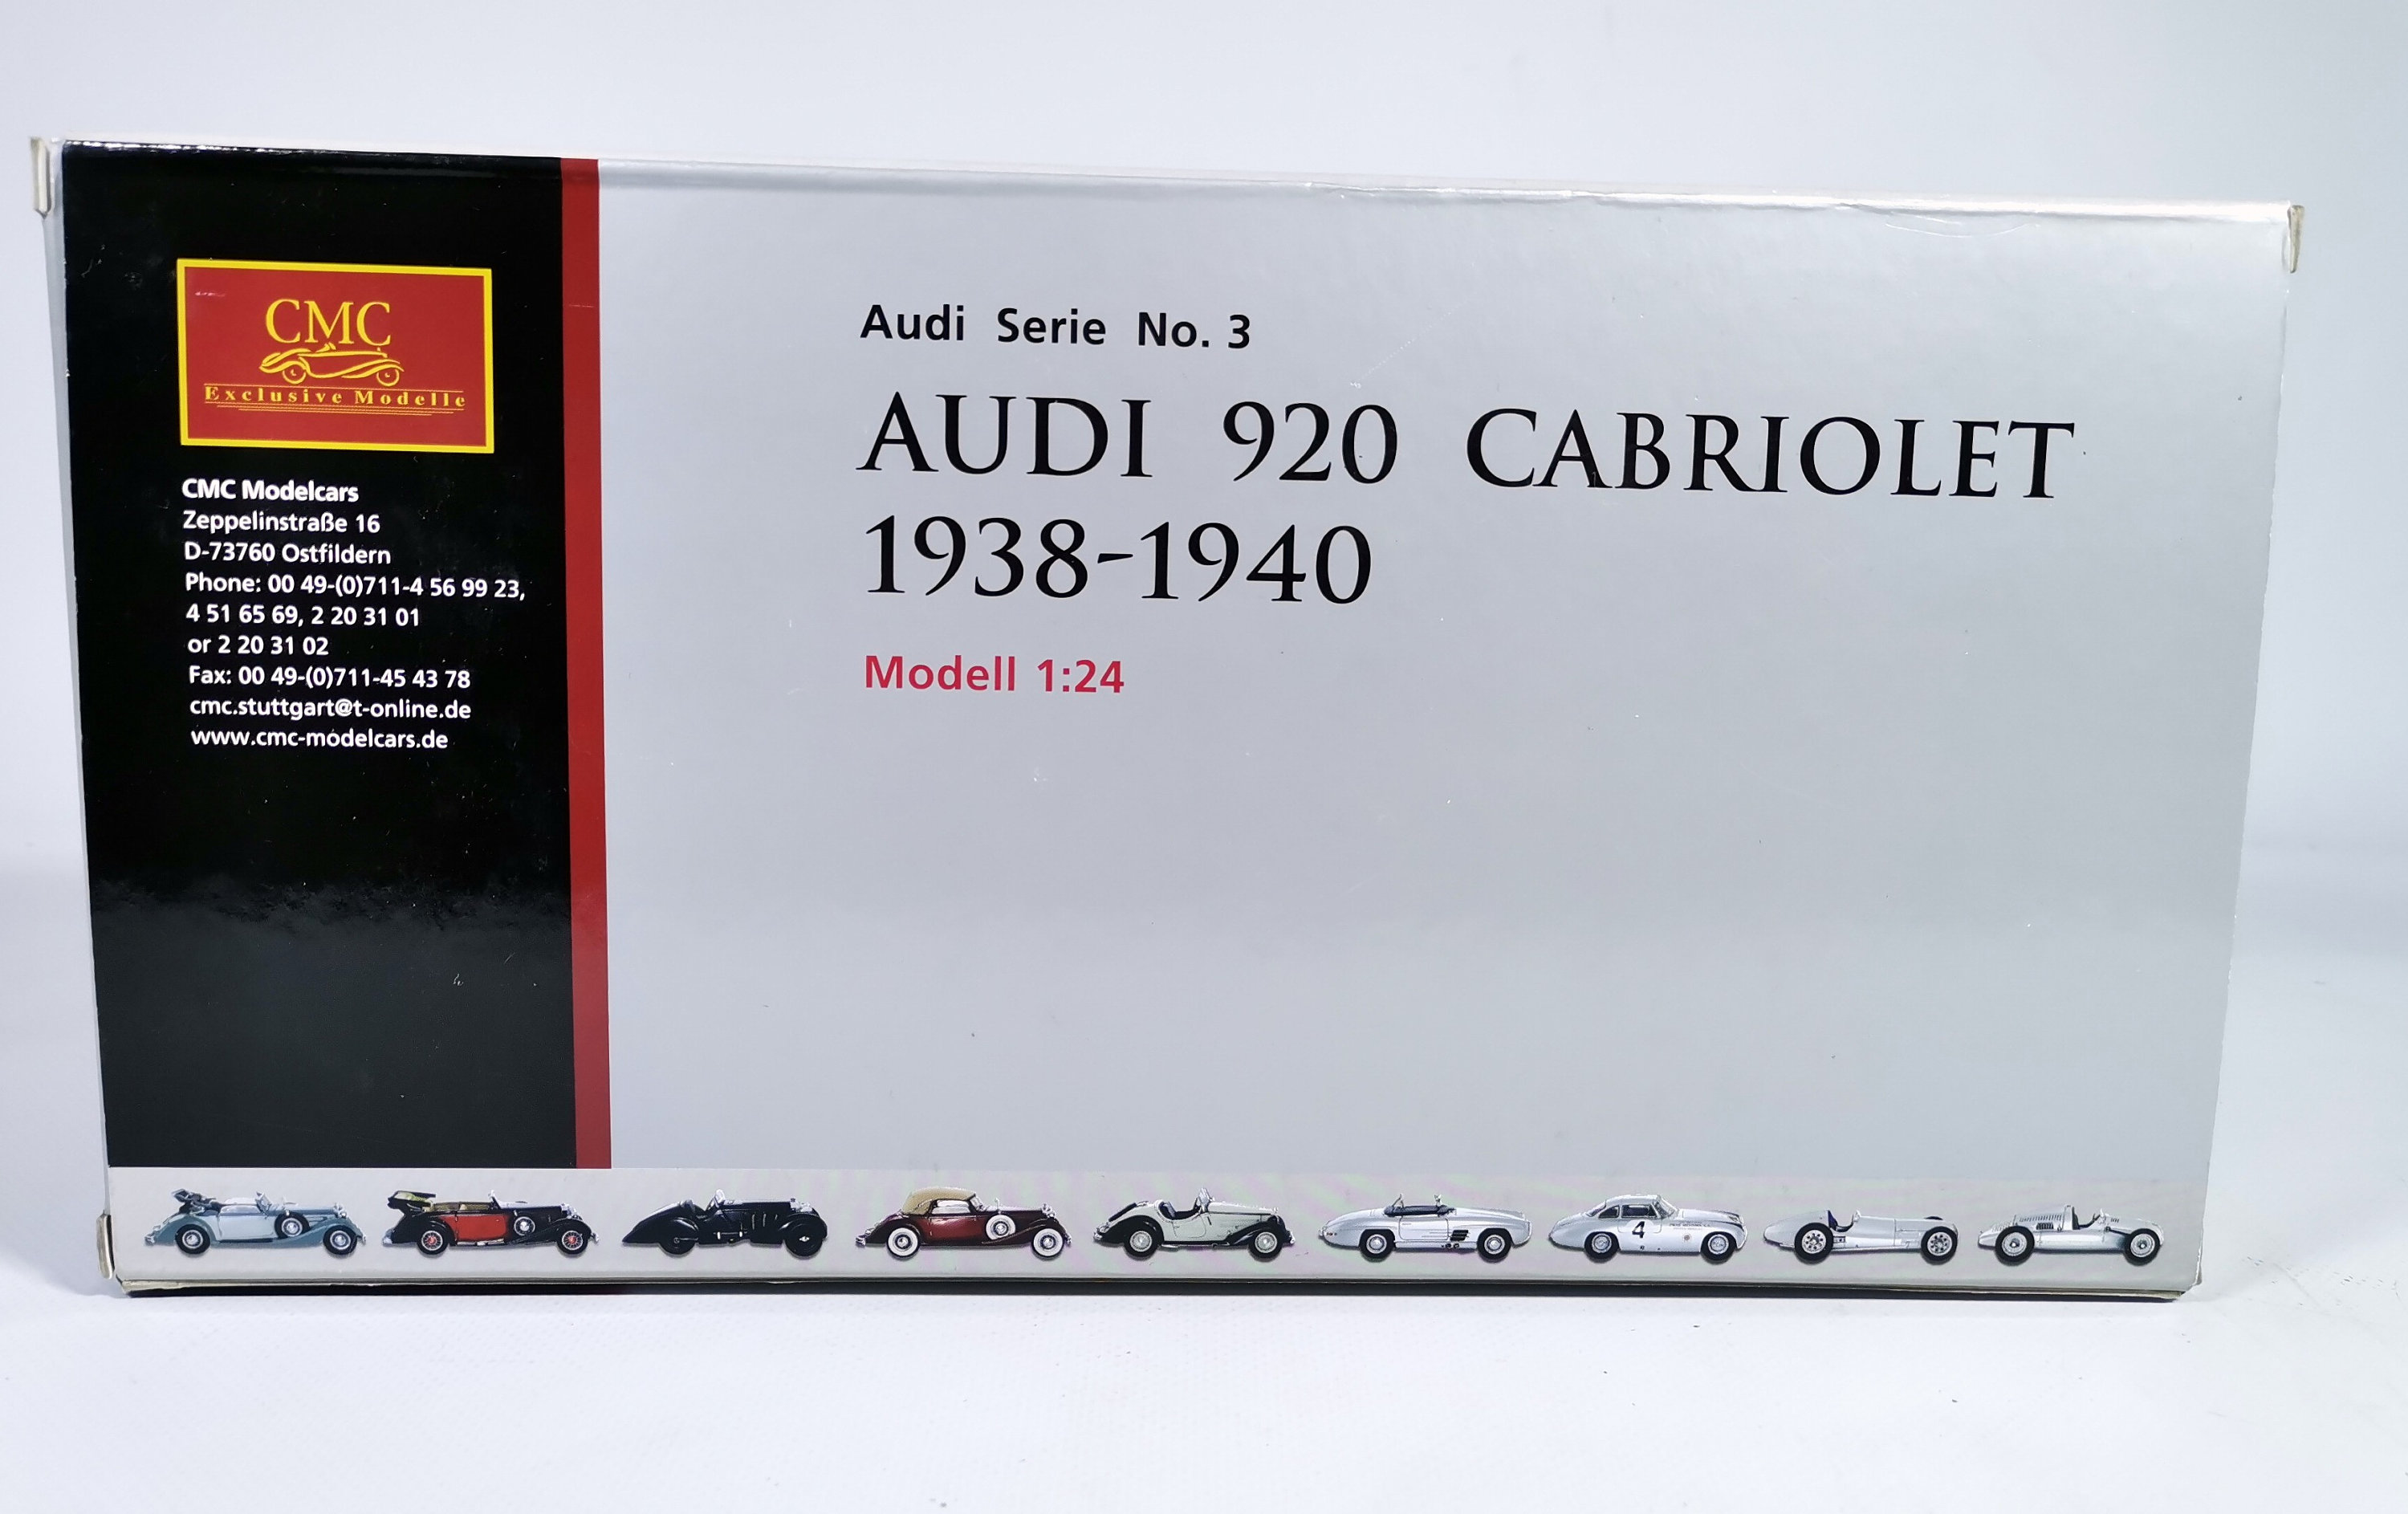 CMC
Exclusive Modelle
CMC Modelcars
Zeppelinstraße 16
D-73760 Ostfildern
Phone: 00 49-(0)711-4 56 99 23,
4 51 65 69, 2 20 31 01
or 2 20 31 02
Fax: 00 49-(0)711-45 43 78
cmc.stuttgart@t-online.de
www.cmc-modelcars.de
Audi Serie No. 3
AUDI 920 CABRIOLET
1938-1940
Modell 1:24
4